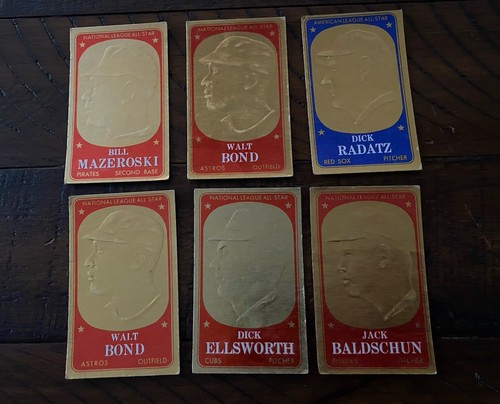 NATIONAL LEAGUE ALL-STAR
BILL
MAZEROSKI
PIRATES SECOND BASE
NATIONAL LEAGUE ALL-STAR
WALT
BOND
ASTROS OUTFIELD
AMERICAN LEAGUE ALL-STAR
DICK
RADATZ
RED SOX PITCHER
NATIONAL LEAGUE ALL-STAR
WALT
BOND
ASTROS OUTFIELD
NATIONAL LEAGUE ALL-STAR
DICK
ELLSWORTH
CUBS PITCHER
NATIONAL LEAGUE ALL-STAR
JACK
BALDSCHUN
PHILLIES PITCHER